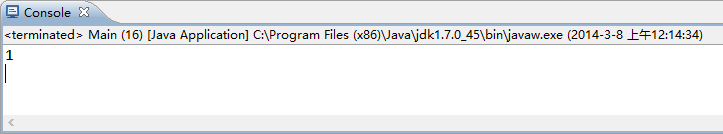 Console
<terminated> Main (16) [Java Application] C:\Program Files (x86)\Java\jdk1.7.0_45\bin\javaw.exe (2014-3-8 上午12:14:34)
1